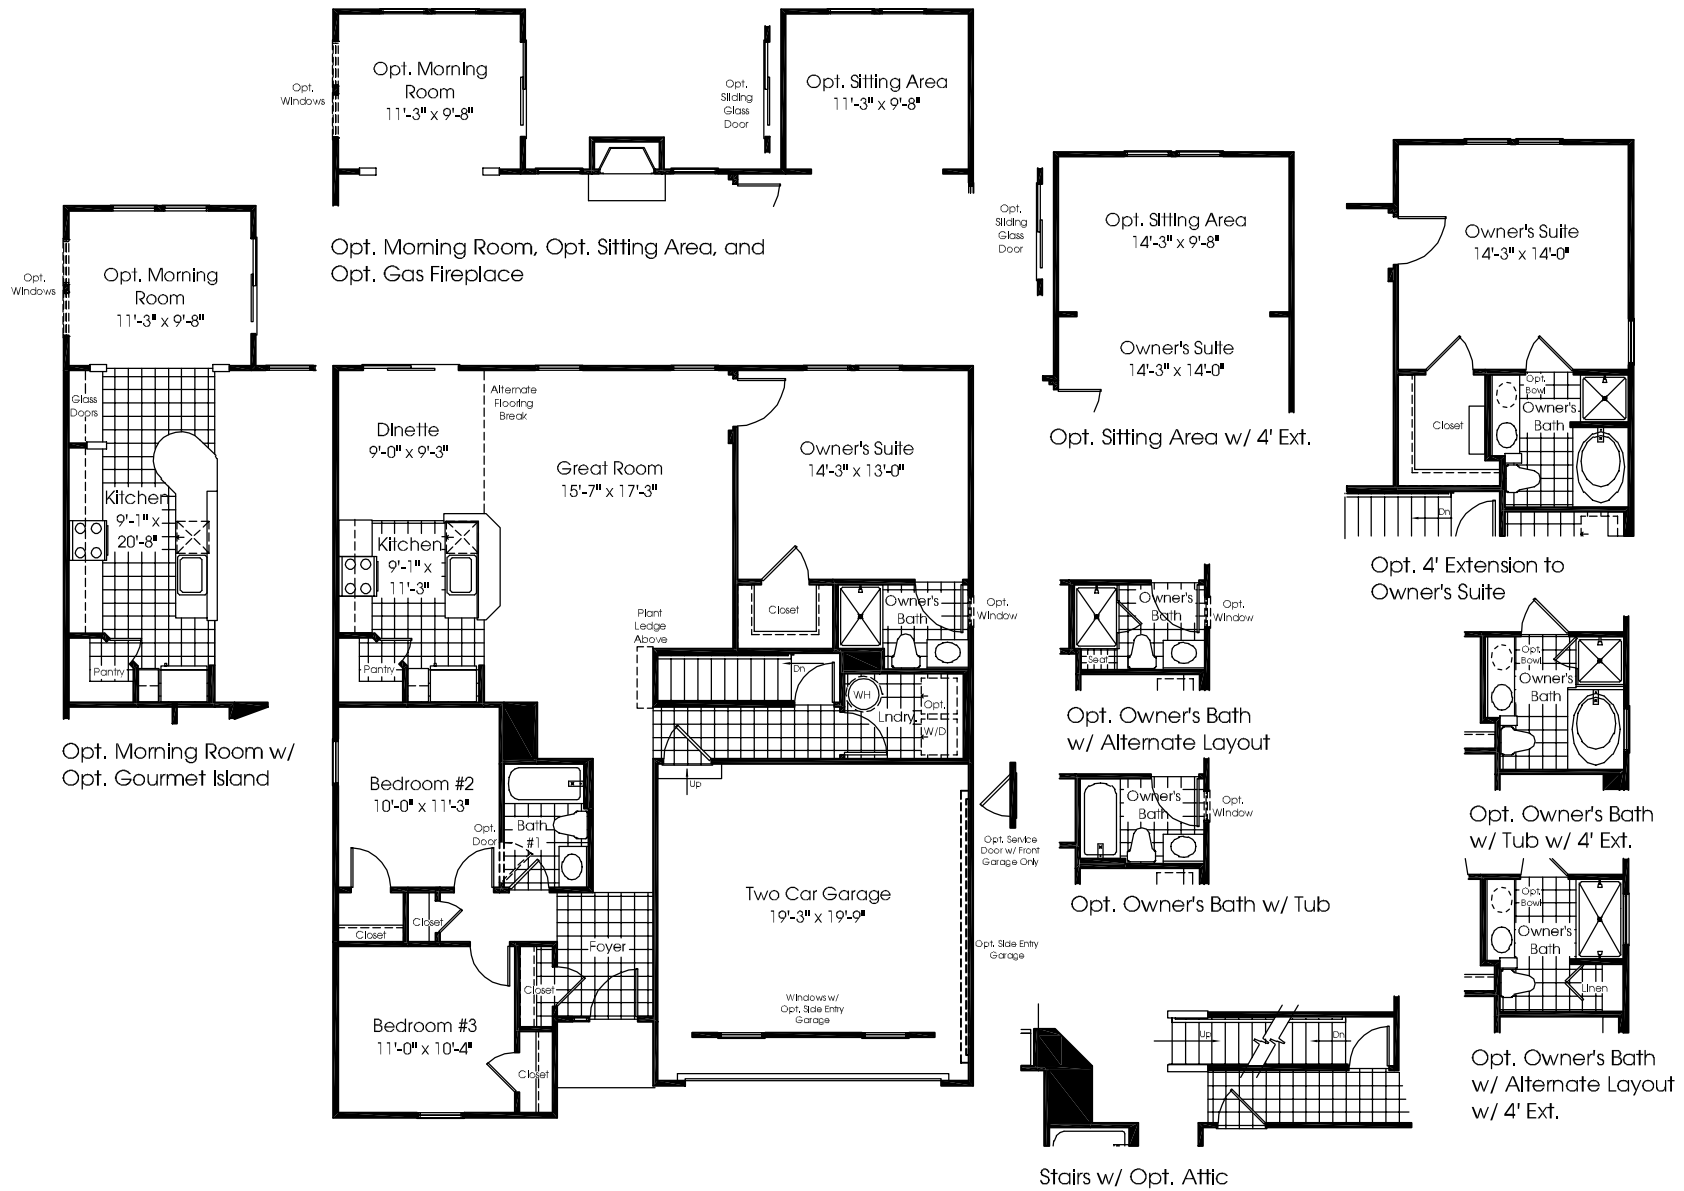 Opt. Morning
Room
11'-3" x 9'-8"
Opt.
Windows
Opt.
Sliding
Glass
Door
Opt. Sitting Area
11'-3" x 9'-8"
Opt. Morning Room, Opt. Sitting Area, and
Opt. Gas Fireplace
Opt.
Sliding
Glass
Door
Opt. Sitting Area
14'-3" x 9'-8"
Owner's Suite
14'-3" x 14'-0"
Opt. Sitting Area w/ 4' Ext.
Owner's Suite
14'-3" x 14'-0"
Closet
Opt.
Bowl
Owner's
Bath
Dn
Opt. 4' Extension to
Owner's Suite
Opt.
Windows
Opt. Morning
Room
11'-3" x 9'-8"
Glass
Doors
Kitchen
9'-1" x
20'-8"
Pantry
Opt. Morning Room w/
Opt. Gourmet Island
Dinette
9'-0" x 9'-3"
Alternate
Flooring
Break
Great Room
15'-7" x 17'-3"
Owner's Suite
14'-3" x 13'-0"
Kitchen
9'-1" x
11'-3"
Pantry
Plant
Ledge
Above
Closet
Owner's
Bath
Opt.
Window
Dn
WH
Lndry.
Opt.
W/D
Up
Bedroom #2
10'-0" x 11'-3"
Opt.
Door
Bath
#1
Closet
Closet
Foyer
Closet
Bedroom #3
11'-0" x 10'-4"
Closet
Two Car Garage
19'-3" x 19'-9"
Windows w/
Opt. Side Entry
Garage
Opt. Service
Door w/ Front
Garage Only
Opt. Side Entry
Garage
Owner's
Bath
Seat
Opt.
Window
Opt. Owner's Bath
w/ Alternate Layout
Owner's
Bath
Opt.
Window
Opt. Owner's Bath w/ Tub
Opt.
Bowl
Owner's
Bath
Opt. Owner's Bath
w/ Tub w/ 4' Ext.
Opt.
Bowl
Owner's
Bath
Linen
Opt. Owner's Bath
w/ Alternate Layout
w/ 4' Ext.
Up
Dn
Stairs w/ Opt. Attic